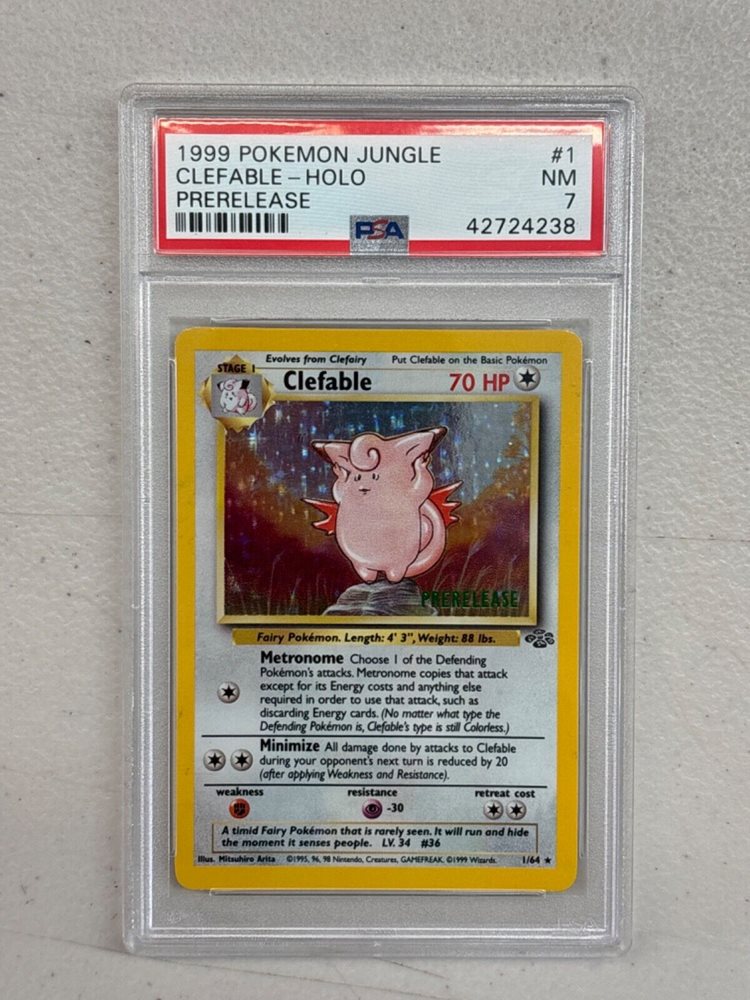 1999 POKEMON JUNGLE #1
CLEFABLE - HOLO NM
PRERELEASE 7
PSA 42724238
Evolves from Clefairy Put Clefable on the Basic Pokémon
STAGE 1
Clefable 70 HP
PRERELEASE
Fairy Pokémon. Length: 4' 3", Weight: 88 lbs.
Metronome Choose 1 of the Defending
Pokémon's attacks. Metronome copies that attack
except for its Energy costs and anything else
required in order to use that attack, such as
discarding Energy cards. (No matter what type the
Defending Pokémon is, Clefable's type is still Colorless.)
Minimize All damage done by attacks to Clefable
during your opponent's next turn is reduced by 20
(after applying Weakness and Resistance).
weakness resistance retreat cost
-30
A timid Fairy Pokémon that is rarely seen. It will run and hide
the moment it senses people. LV. 34 #36
Illus. Mitsuhiro Arita ©1995, 96, 98 Nintendo, Creatures, GAMEFREAK. ©1999 Wizards. 1/64 ★